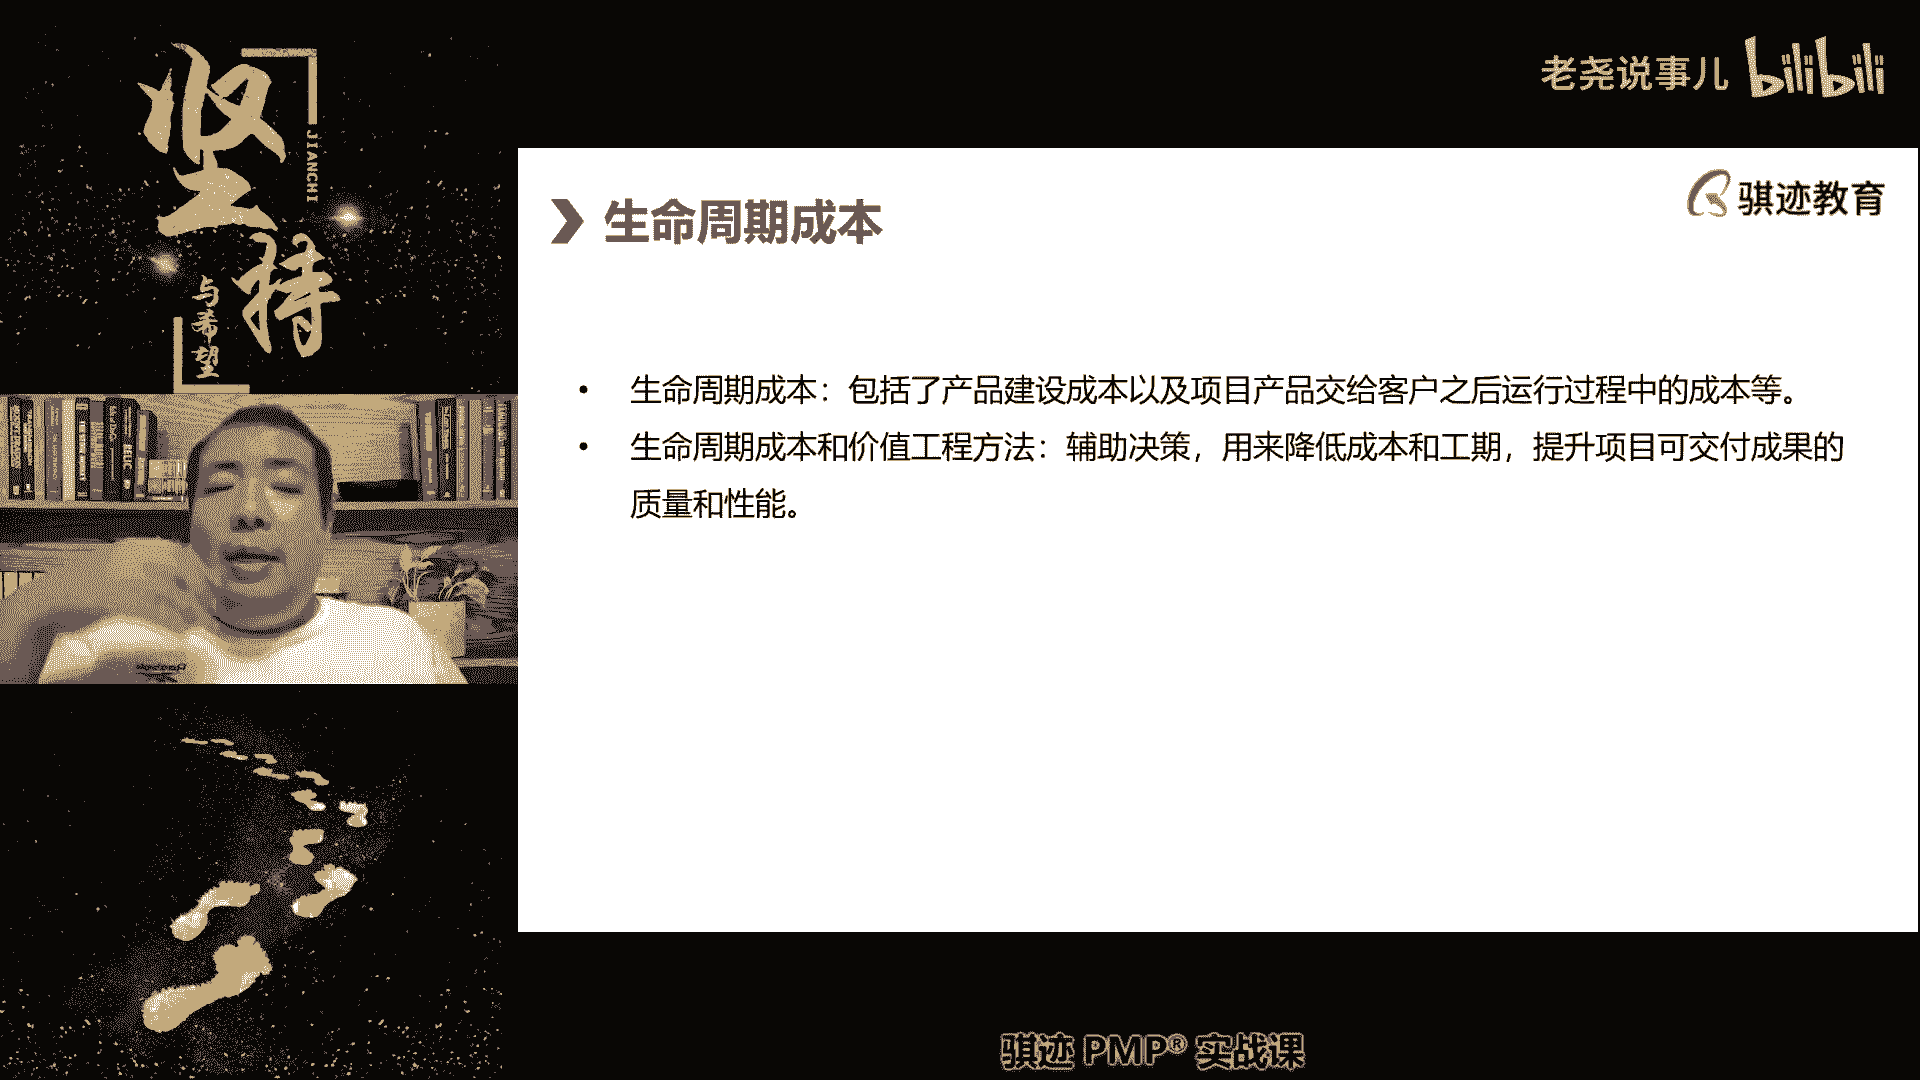 坚持
JIANCHI
与希望
老尧说事儿 bilibili
骐迹教育
生命周期成本
• 生命周期成本：包括了产品建设成本以及项目产品交给客户之后运行过程中的成本等。
• 生命周期成本和价值工程方法：辅助决策，用来降低成本和工期，提升项目可交付成果的
质量和性能。
骐迹 PMP® 实战课